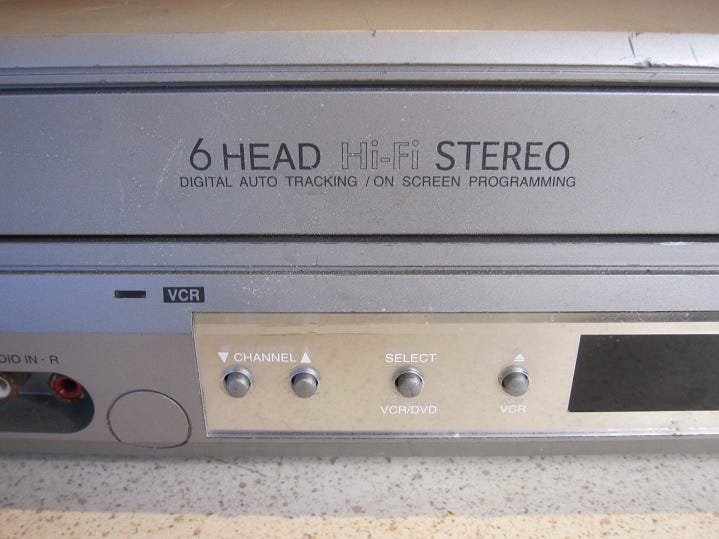 6 HEAD Hi-Fi STEREO
DIGITAL AUTO TRACKING / ON SCREEN PROGRAMMING
VCR
DIO IN - R
▼ CHANNEL ▲
SELECT
VCR/DVD
⏏
VCR